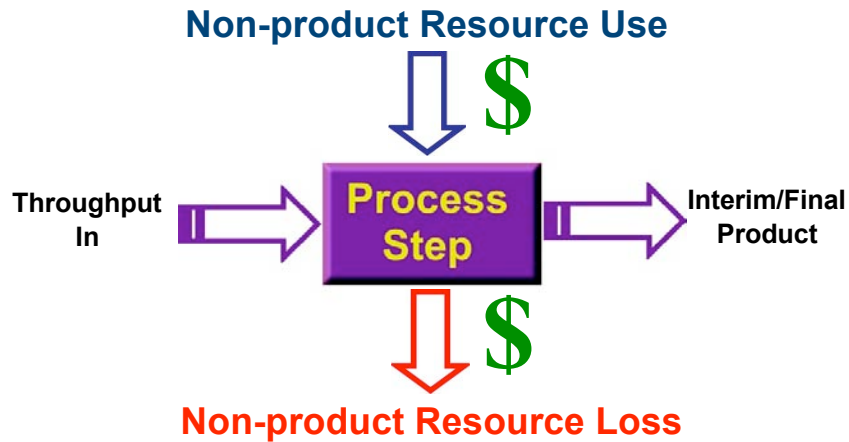 Non-product Resource Use
$
Throughput
In
Process
Step
Interim/Final
Product
$
Non-product Resource Loss